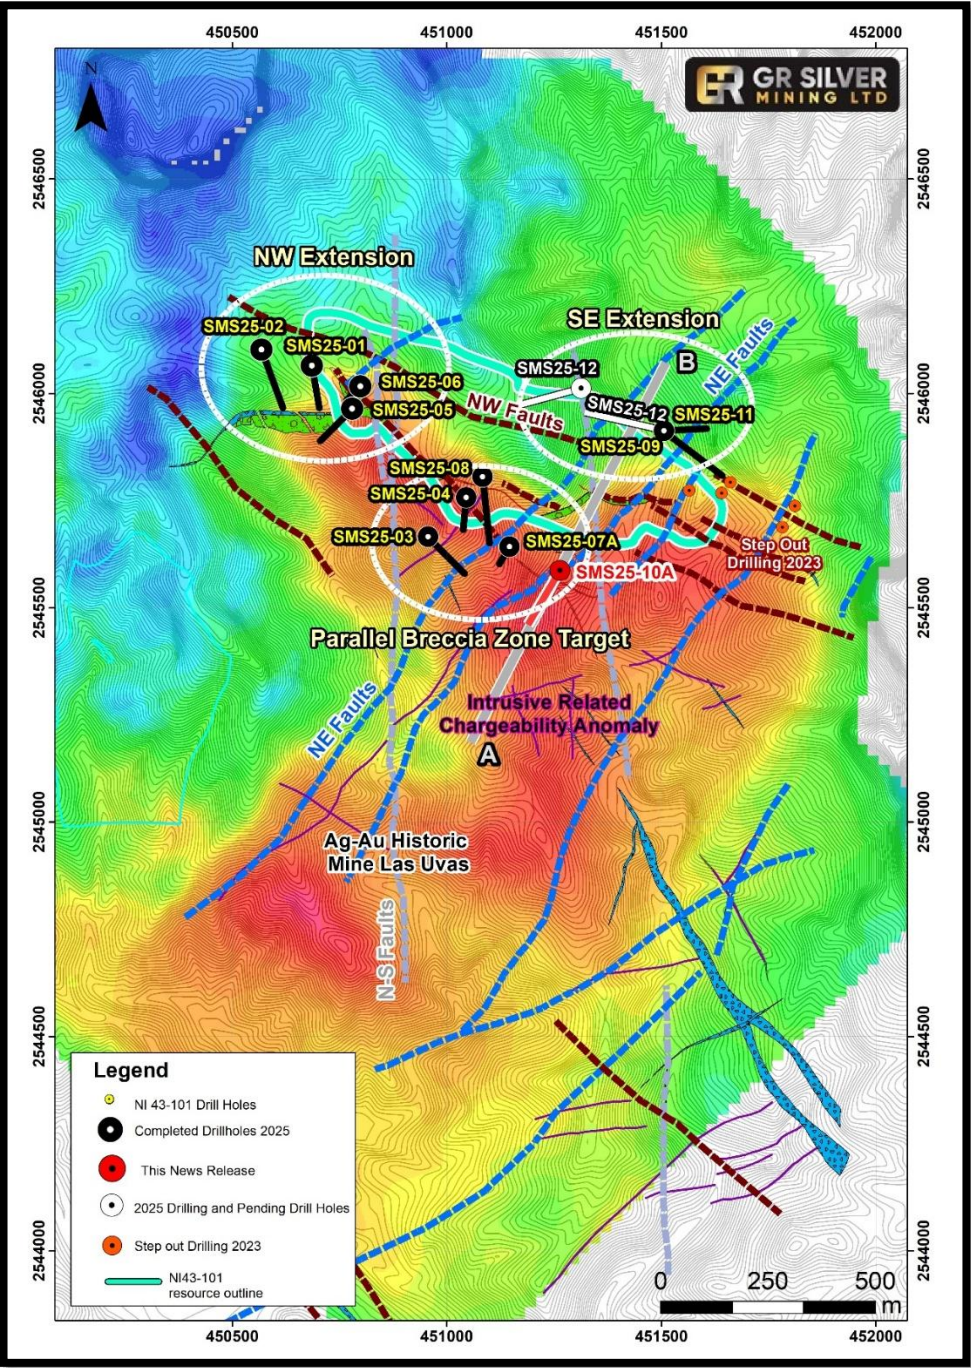 450500 451000 451500 452000
N
GR SILVER
MINING LTD
2546500
2546500
NW Extension
SMS25-02
SMS25-01
SE Extension
NE Faults
SMS25-12
B
SMS25-06
SMS25-05
2546000
2546000
NW Faults
SMS25-12
SMS25-11
SMS25-09
SMS25-08
SMS25-04
SMS25-03
SMS25-07A
Step Out
Drilling 2023
SMS25-10A
2545500
2545500
Parallel Breccia Zone Target
NE Faults
Intrusive Related
Chargeability Anomaly
A
2545000
2545000
Ag-Au Historic
Mine Las Uvas
N-S Faults
2544500
2544500
Legend
NI 43-101 Drill Holes
Completed Drillholes 2025
This News Release
2025 Drilling and Pending Drill Holes
Step out Drilling 2023
NI43-101
resource outline
2544000
2544000
0 250 500
m
450500 451000 451500 452000